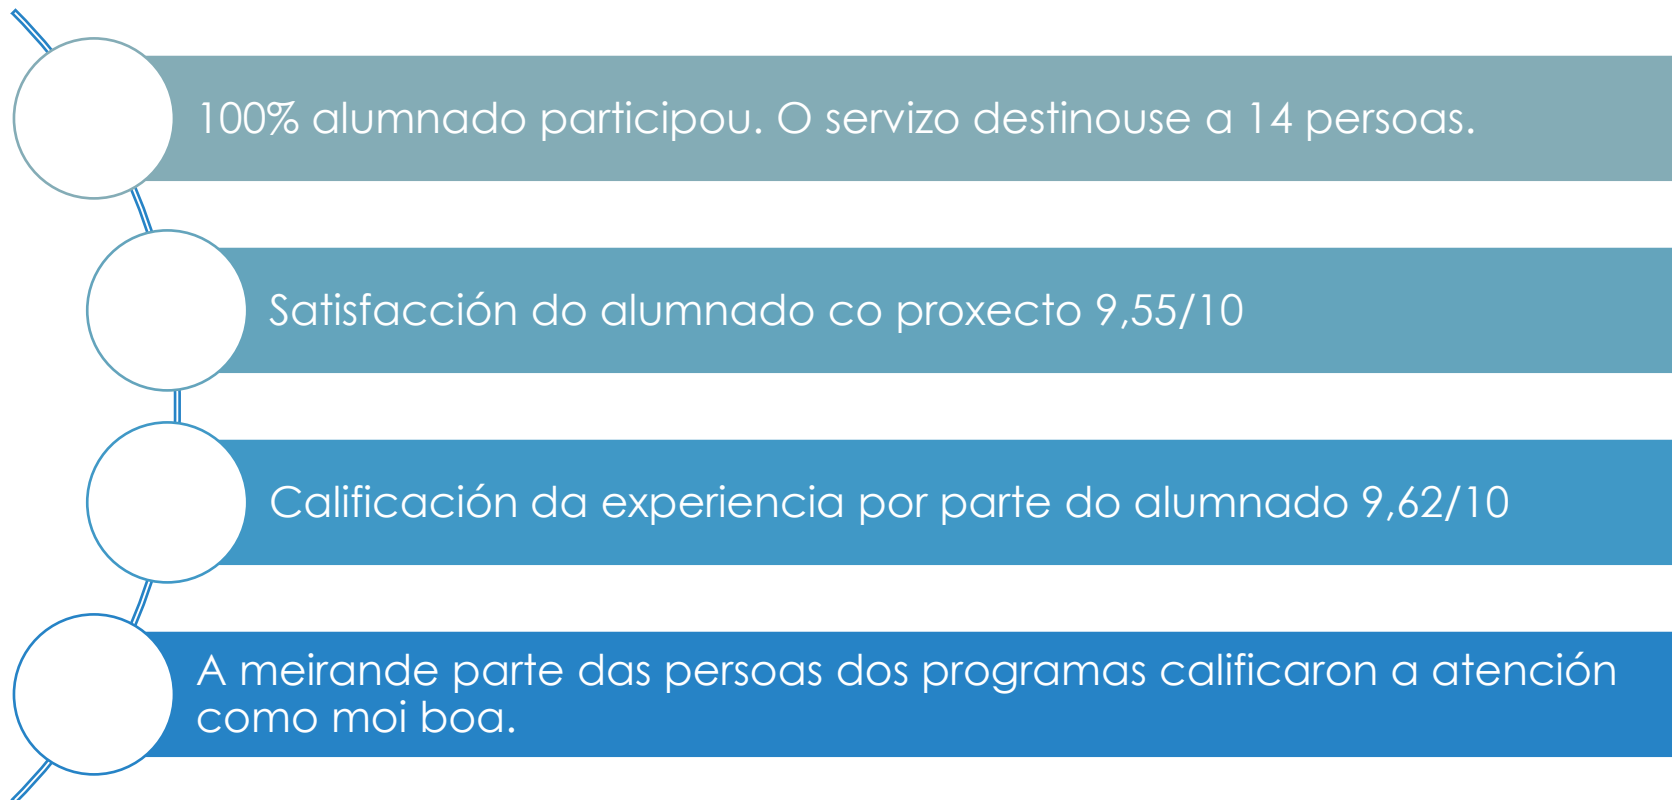 100% alumnado participou. O servizo destinouse a 14 persoas.
Satisfacción do alumnado co proxecto 9,55/10
Calificación da experiencia por parte do alumnado 9,62/10
A meirande parte das persoas dos programas calificaron a atención
como moi boa.